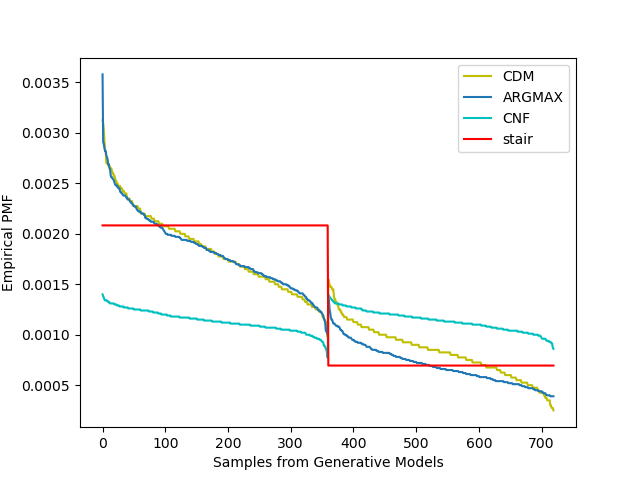 CDM
ARGMAX
CNF
stair
0.0035
0.0030
0.0025
0.0020
0.0015
0.0010
0.0005
Empirical PMF
0 100 200 300 400 500 600 700
Samples from Generative Models